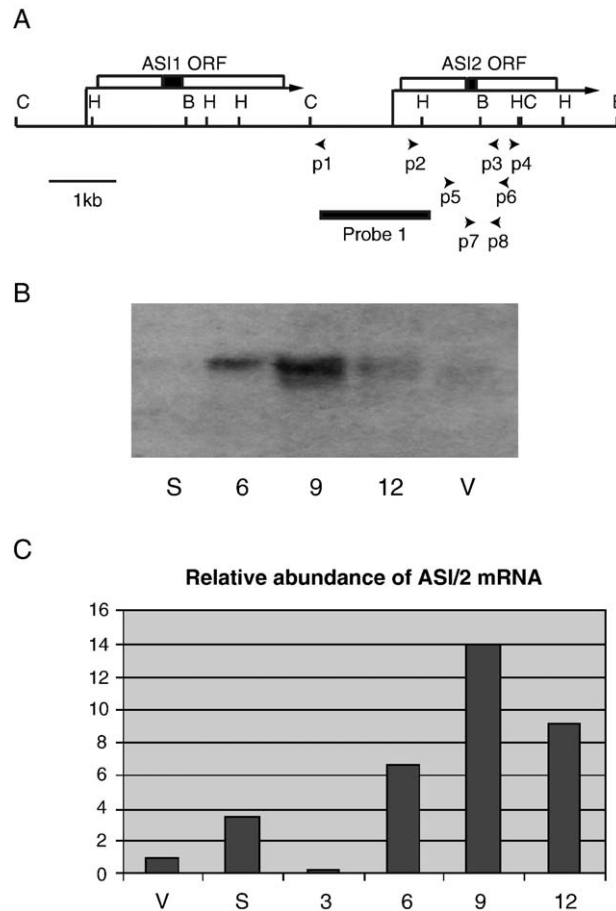 A
ASI1 ORF
ASI2 ORF
C H B H H C H B H C H E
p1 p2 p3 p4
p5 p6
1kb
Probe 1
p7 p8
B
S 6 9 12 V
C
Relative abundance of ASI/2 mRNA
16
14
12
10
8
6
4
2
0
V S 3 6 9 12